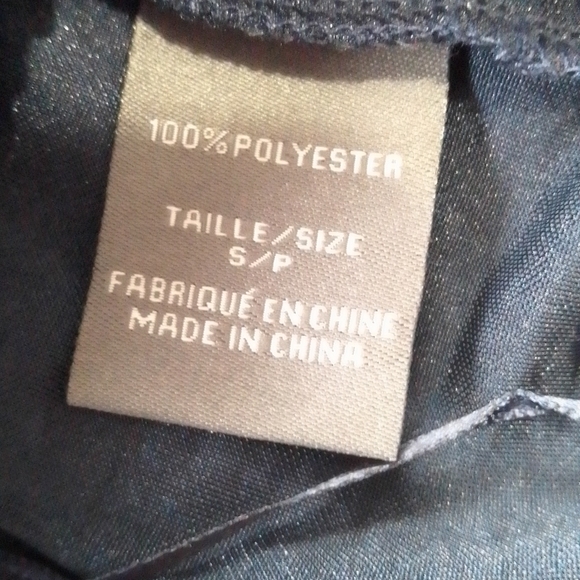 100% POLYESTER
TAILLE/SIZE
S/P
FABRIQUÉ EN CHINE
MADE IN CHINA